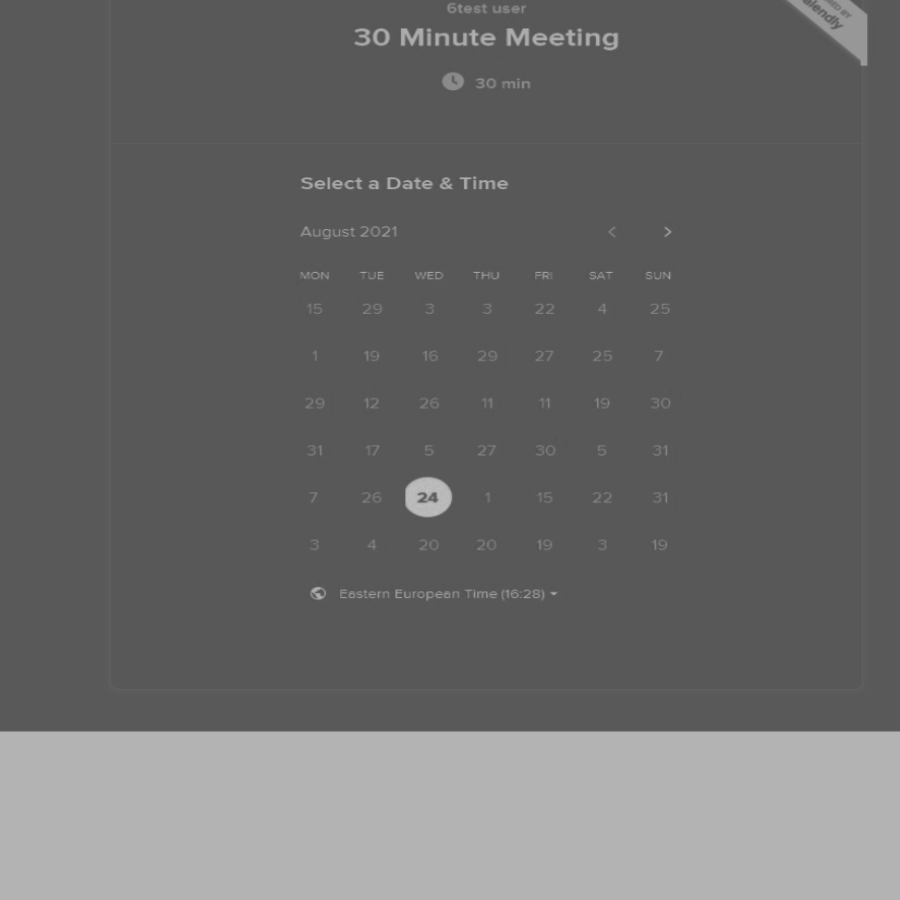 6test user
30 Minute Meeting
30 min
BY
Calendly
Select a Date & Time
August 2021
MON TUE WED THU FRI SAT SUN
15 29 3 3 22 4 25
1 19 16 29 27 25 7
29 12 26 11 11 19 30
31 17 5 27 30 5 31
7 26 24 1 15 22 31
3 4 20 20 19 3 19
Eastern European Time (16:28)